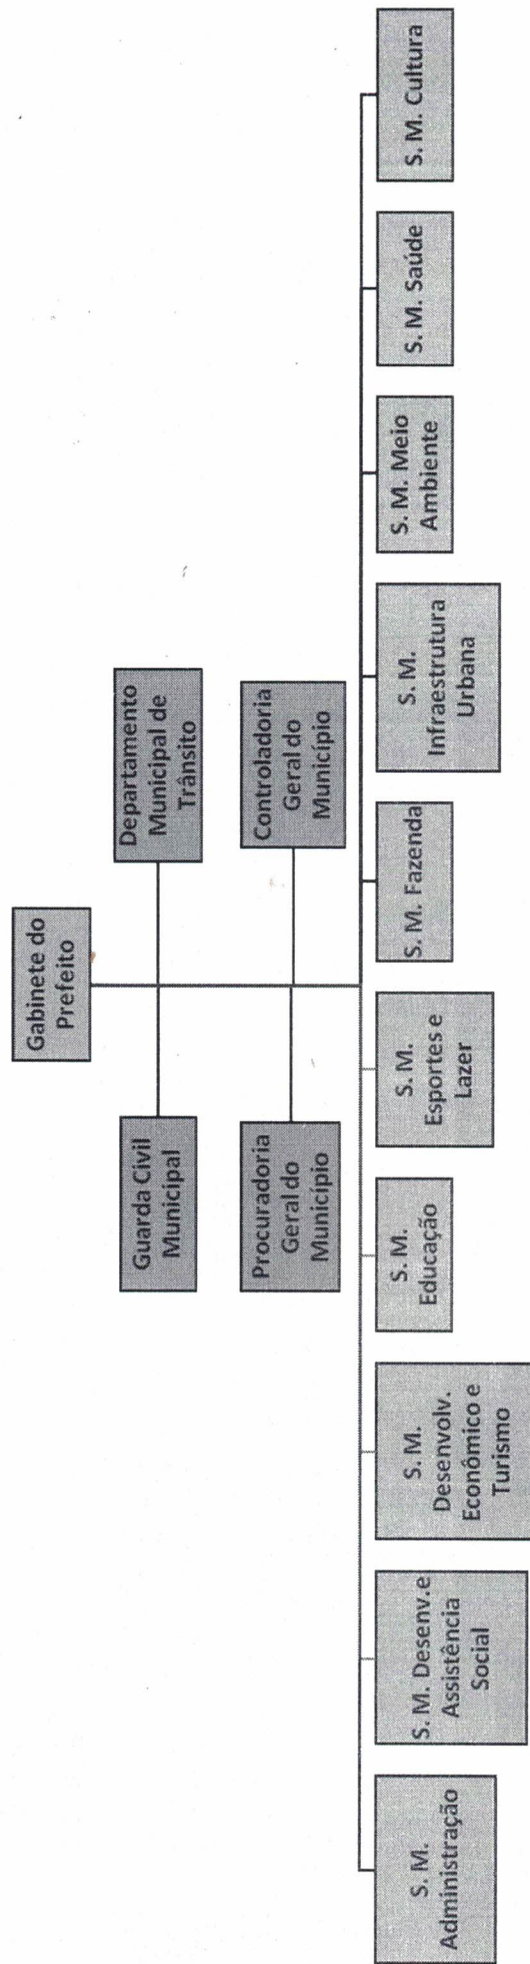 Gabinete do
Prefeito
Guarda Civil
Municipal
Departamento
Municipal de
Trânsito
Procuradoria
Geral do
Município
Controladoria
Geral do
Município
S. M.
Administração
S. M. Desenv.e
Assistência
Social
S. M.
Desenvolv.
Econômico e
Turismo
S. M.
Educação
S. M.
Esportes e
Lazer
S. M. Fazenda
S. M.
Infraestrutura
Urbana
S. M. Meio
Ambiente
S. M. Saúde
S. M. Cultura